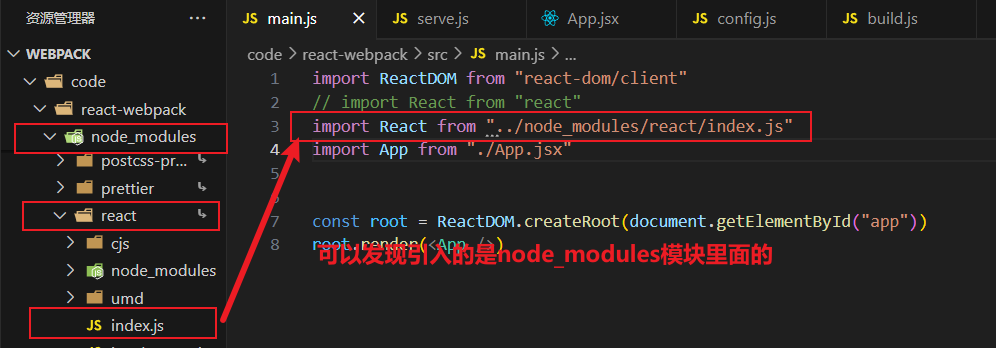 资源管理器
WEBPACK
code
react-webpack
node_modules
postcss-pr...
prettier
react
cjs
node_modules
umd
JS index.js
JS main.js
JS serve.js
App.jsx
JS config.js
JS build.js
code > react-webpack > src > JS main.js > ...
1 import ReactDOM from "react-dom/client"
2 // import React from "react"
3 import React from "../node_modules/react/index.js"
4 import App from "./App.jsx"
5
6
7 const root = ReactDOM.createRoot(document.getElementById("app"))
8 root.render(<App />)
可以发现引入的是node_modules模块里面的